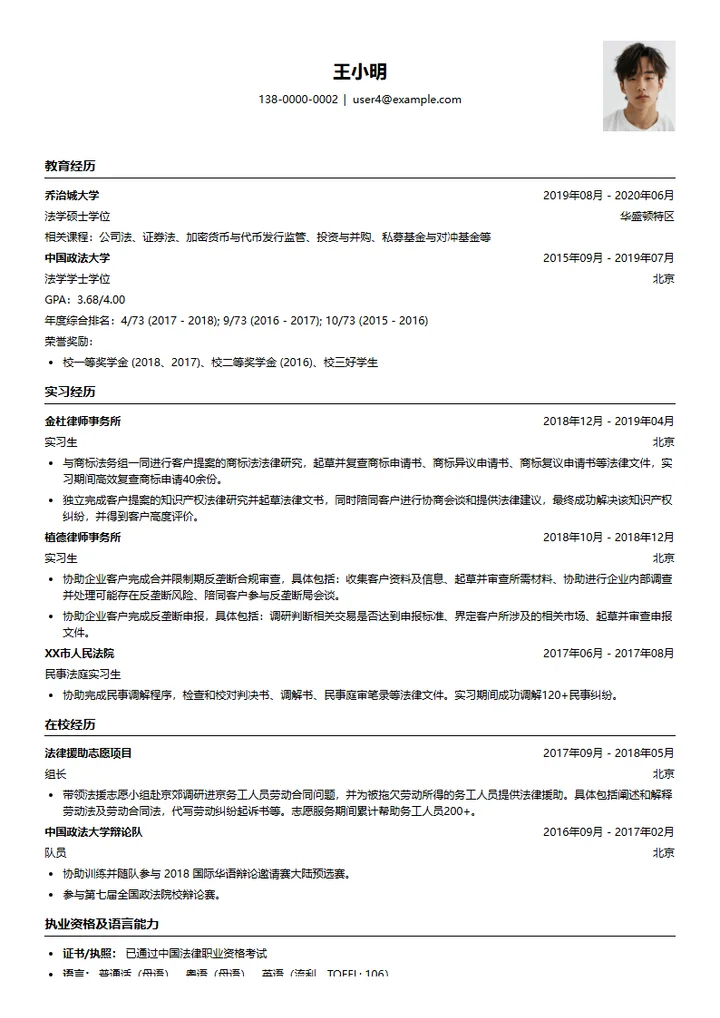 王小明
138-0000-0002 | user4@example.com
教育经历
乔治城大学 2019年08月 - 2020年06月
法学硕士学位 华盛顿特区
相关课程：公司法、证券法、加密货币与代币发行监管、投资与并购、私募基金与对冲基金等
中国政法大学 2015年09月 - 2019年07月
法学学士学位 北京
GPA：3.68/4.00
年度综合排名：4/73 (2017 - 2018); 9/73 (2016 - 2017); 10/73 (2015 - 2016)
荣誉奖励：
• 校一等奖学金 (2018、2017)、校二等奖学金 (2016)、校三好学生
实习经历
金杜律师事务所 2018年12月 - 2019年04月
实习生 北京
• 与商标法务组一同进行客户提案的商标法法律研究，起草并复查商标申请书、商标异议申请书、商标复议申请书等法律文件，实
习期间高效复查商标申请40余份。
• 独立完成客户提案的知识产权法律研究并起草法律文书，同时陪同客户进行协商会谈和提供法律建议，最终成功解决该知识产权
纠纷，并得到客户高度评价。
植德律师事务所 2018年10月 - 2018年12月
实习生 北京
• 协助企业客户完成合并限制期反垄断合规审查，具体包括：收集客户资料及信息、起草并审查所需材料、协助进行企业内部调查
并处理可能存在反垄断风险、陪同客户参与反垄断局会谈。
• 协助企业客户完成反垄断申报，具体包括：调研判断相关交易是否达到申报标准、界定客户所涉及的相关市场、起草并审查申报
文件。
XX市人民法院 2017年06月 - 2017年08月
民事法庭实习生
• 协助完成民事调解程序，检查和校对判决书、调解书、民事庭审笔录等法律文件。实习期间成功调解120+民事纠纷。
在校经历
法律援助志愿项目 2017年09月 - 2018年05月
组长 北京
• 带领法援志愿小组赴京郊调研进京务工人员劳动合同问题，并为被拖欠劳动所得的务工人员提供法律援助。具体包括阐述和解释
劳动法及劳动合同法，代写劳动纠纷起诉书等。志愿服务期间累计帮助务工人员200+。
中国政法大学辩论队 2016年09月 - 2017年02月
队员 北京
• 协助训练并随队参与 2018 国际华语辩论邀请赛大陆预选赛。
• 参与第七届全国政法院校辩论赛。
执业资格及语言能力
• 证书/执照： 已通过中国法律职业资格考试
• 语言： 普通话（母语）、粤语（母语）、英语（流利，TOEFL: 106）